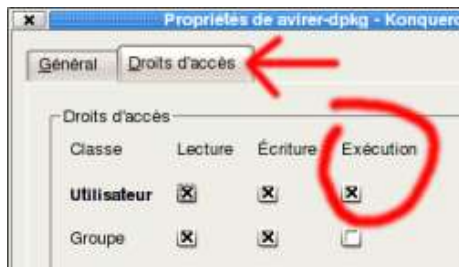 Propriétés de avirer-dpkg - Konquero
Général Droits d'accès
Droits d'accès
Classe Lecture Écriture Exécution
Utilisateur
Groupe